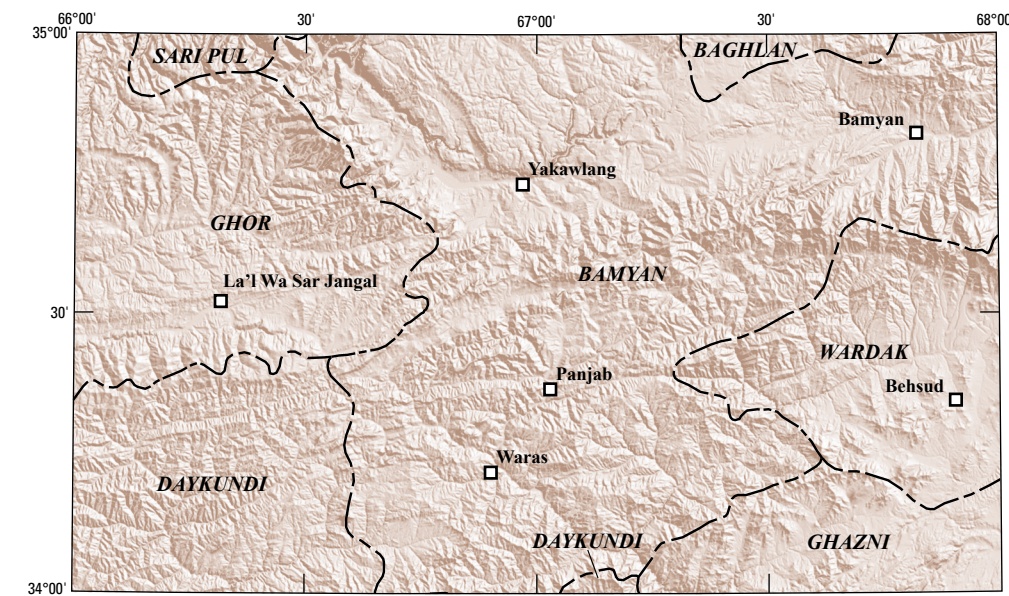 66°00'
30'
67°00'
30'
68°00'
35°00'
SARI PUL
BAGHLAN
Bamyan
Yakawlang
GHOR
BAMYAN
La'l Wa Sar Jangal
30'
WARDAK
Panjab
Behsud
Waras
DAYKUNDI
DAYKUNDI
GHAZNI
34°00'